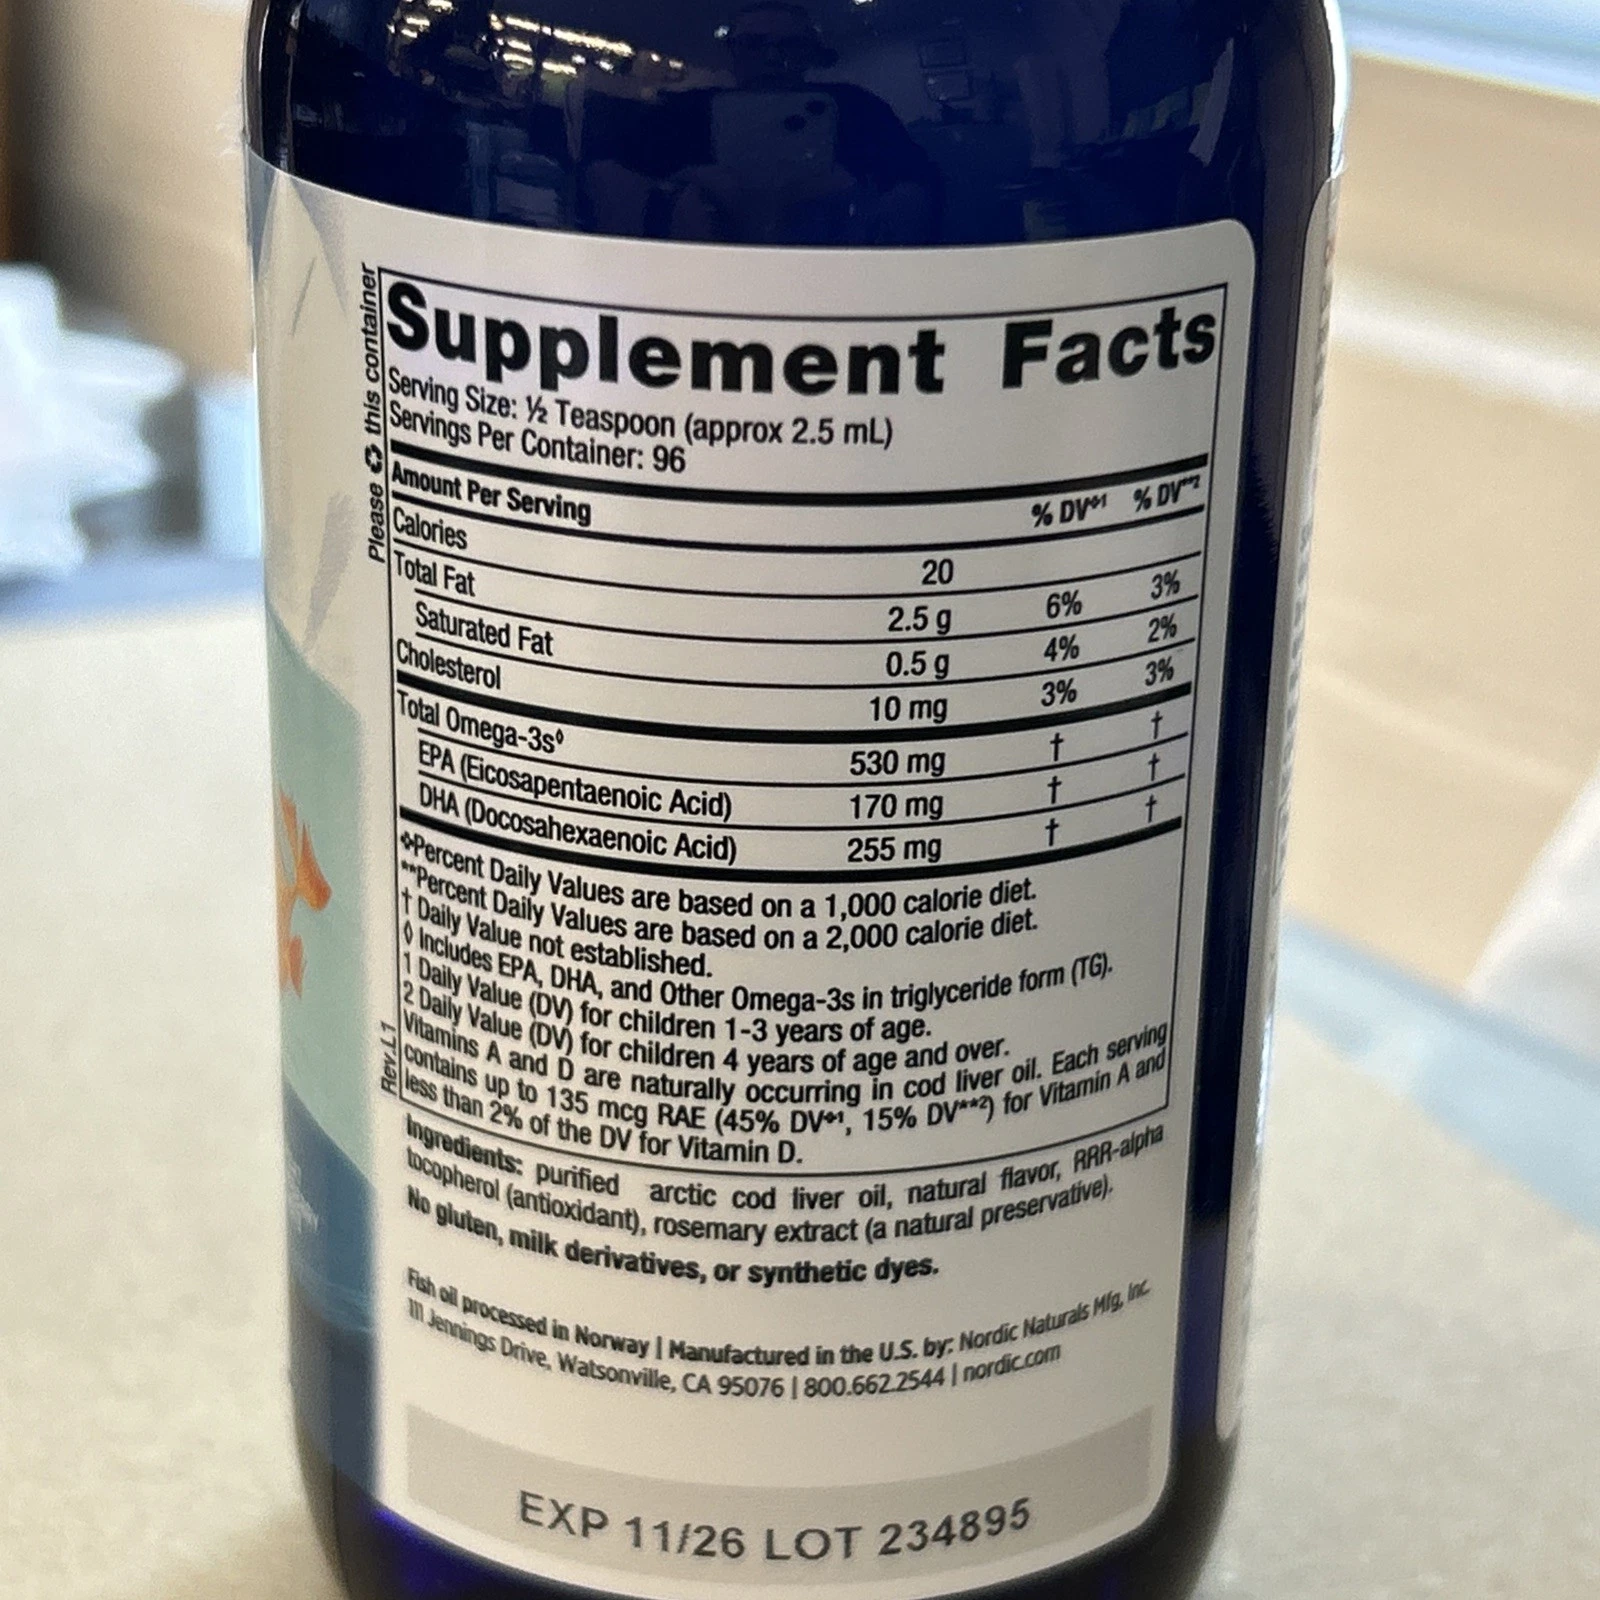 Please ♻ this container
Supplement Facts
Serving Size: ½ Teaspoon (approx 2.5 mL)
Servings Per Container: 96
Amount Per Serving % DV❖1 % DV**2
Calories 20
Total Fat 2.5 g 6% 3%
Saturated Fat 0.5 g 4% 2%
Cholesterol 10 mg 3% 3%
Total Omega-3s◊ 530 mg † †
EPA (Eicosapentaenoic Acid) 170 mg † †
DHA (Docosahexaenoic Acid) 255 mg † †
❖Percent Daily Values are based on a 1,000 calorie diet.
**Percent Daily Values are based on a 2,000 calorie diet.
† Daily Value not established.
◊ Includes EPA, DHA, and Other Omega-3s in triglyceride form (TG).
1 Daily Value (DV) for children 1-3 years of age.
2 Daily Value (DV) for children 4 years of age and over.
Vitamins A and D are naturally occurring in cod liver oil. Each serving
contains up to 135 mcg RAE (45% DV❖1, 15% DV**2) for Vitamin A and
less than 2% of the DV for Vitamin D.
Rev.L1
Ingredients: purified arctic cod liver oil, natural flavor, RRR-alpha
tocopherol (antioxidant), rosemary extract (a natural preservative).
No gluten, milk derivatives, or synthetic dyes.
Fish oil processed in Norway | Manufactured in the U.S. by: Nordic Naturals Mfg, Inc.
111 Jennings Drive, Watsonville, CA 95076 | 800.662.2544 | nordic.com
EXP 11/26 LOT 234895